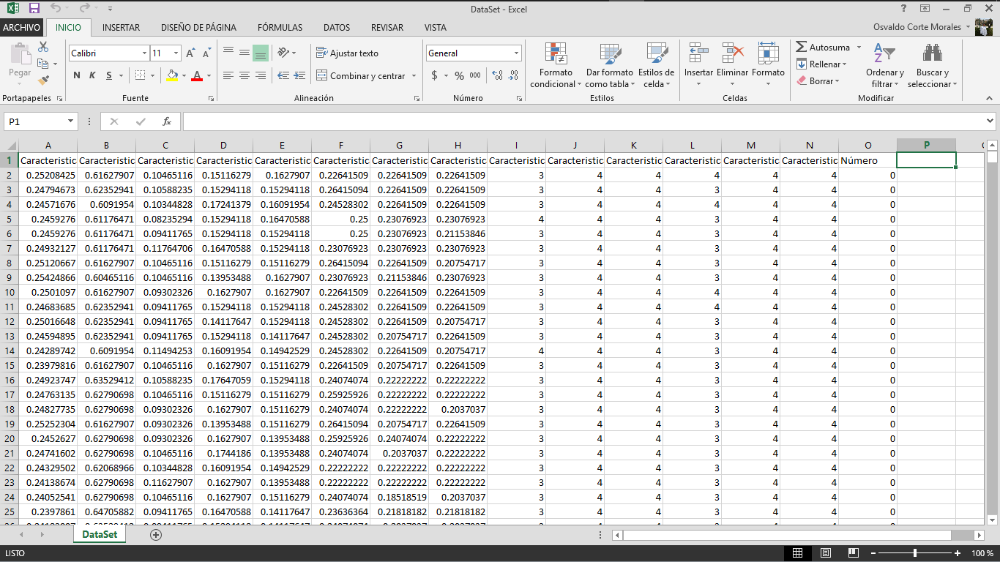 DataSet - Excel
ARCHIVO INICIO INSERTAR DISEÑO DE PÁGINA FÓRMULAS DATOS REVISAR VISTA Osvaldo Corte Morales
Pegar Calibri 11 Ajustar texto General Formato condicional Dar formato como tabla Estilos de celda Insertar Eliminar Formato Autosuma Ordenar y filtrar Buscar y seleccionar
N K S A Combinar y centrar $ % 000 Rellenar
Borrar
Portapapeles Fuente Alineación Número Estilos Celdas Modificar
P1 fx
A B C D E F G H I J K L M N O P
1 Caracteristic Caracteristic Caracteristic Caracteristic Caracteristic Caracteristic Caracteristic Caracteristic Caracteristic Caracteristic Caracteristic Caracteristic Caracteristic Caracteristic Número
2 0.25208425 0.61627907 0.10465116 0.15116279 0.1627907 0.22641509 0.22641509 0.22641509 3 4 4 4 4 4 0
3 0.24794673 0.62352941 0.10588235 0.15294118 0.15294118 0.26415094 0.22641509 0.22641509 3 4 4 3 4 4 0
4 0.24571676 0.6091954 0.10344828 0.17241379 0.16091954 0.24528302 0.22641509 0.22641509 3 4 4 4 4 4 0
5 0.2459276 0.61176471 0.08235294 0.15294118 0.16470588 0.25 0.23076923 0.23076923 4 4 4 3 4 4 0
6 0.2459276 0.61176471 0.09411765 0.15294118 0.15294118 0.25 0.23076923 0.21153846 3 4 4 3 4 4 0
7 0.24932127 0.61176471 0.11764706 0.16470588 0.15294118 0.23076923 0.23076923 0.23076923 3 4 4 3 4 4 0
8 0.25120667 0.61627907 0.10465116 0.15116279 0.15116279 0.26415094 0.22641509 0.20754717 3 4 4 3 4 4 0
9 0.25424866 0.60465116 0.10465116 0.13953488 0.1627907 0.23076923 0.21153846 0.23076923 3 4 4 3 4 4 0
10 0.2501097 0.61627907 0.09302326 0.1627907 0.1627907 0.22641509 0.22641509 0.22641509 3 4 4 4 4 4 0
11 0.24683685 0.62352941 0.09411765 0.15294118 0.15294118 0.24528302 0.22641509 0.22641509 3 4 4 4 4 4 0
12 0.25016648 0.62352941 0.09411765 0.14117647 0.15294118 0.24528302 0.22641509 0.20754717 3 4 4 3 4 4 0
13 0.24594895 0.62352941 0.09411765 0.15294118 0.14117647 0.24528302 0.20754717 0.22641509 3 4 4 3 4 4 0
14 0.24289742 0.6091954 0.11494253 0.16091954 0.14942529 0.24528302 0.22641509 0.20754717 4 4 4 3 4 4 0
15 0.23979816 0.61627907 0.10465116 0.1627907 0.15116279 0.22641509 0.20754717 0.22641509 3 4 4 3 4 4 0
16 0.24923747 0.63529412 0.10588235 0.17647059 0.15294118 0.24074074 0.22222222 0.22222222 3 4 4 3 4 4 0
17 0.24763135 0.62790698 0.10465116 0.15116279 0.15116279 0.25925926 0.22222222 0.22222222 3 4 4 3 4 4 0
18 0.24827735 0.62790698 0.09302326 0.1627907 0.15116279 0.24074074 0.22222222 0.2037037 3 4 4 3 4 4 0
19 0.25252304 0.61627907 0.09302326 0.13953488 0.15116279 0.26415094 0.20754717 0.22641509 3 4 4 3 4 4 0
20 0.2452627 0.62790698 0.09302326 0.1627907 0.13953488 0.25925926 0.24074074 0.22222222 3 4 4 3 4 4 0
21 0.24741602 0.62790698 0.10465116 0.1744186 0.13953488 0.24074074 0.2037037 0.22222222 3 4 4 3 4 4 0
22 0.24329502 0.62068966 0.10344828 0.16091954 0.14942529 0.22222222 0.22222222 0.22222222 3 4 4 3 4 4 0
23 0.24138674 0.62790698 0.11627907 0.1627907 0.13953488 0.22222222 0.22222222 0.22222222 3 4 4 3 4 4 0
24 0.24052541 0.62790698 0.10465116 0.1627907 0.15116279 0.24074074 0.18518519 0.2037037 3 4 4 3 4 4 0
25 0.2397861 0.64705882 0.09411765 0.16470588 0.14117647 0.23636364 0.21818182 0.21818182 3 4 4 3 4 4 0
DataSet
LISTO 100 %